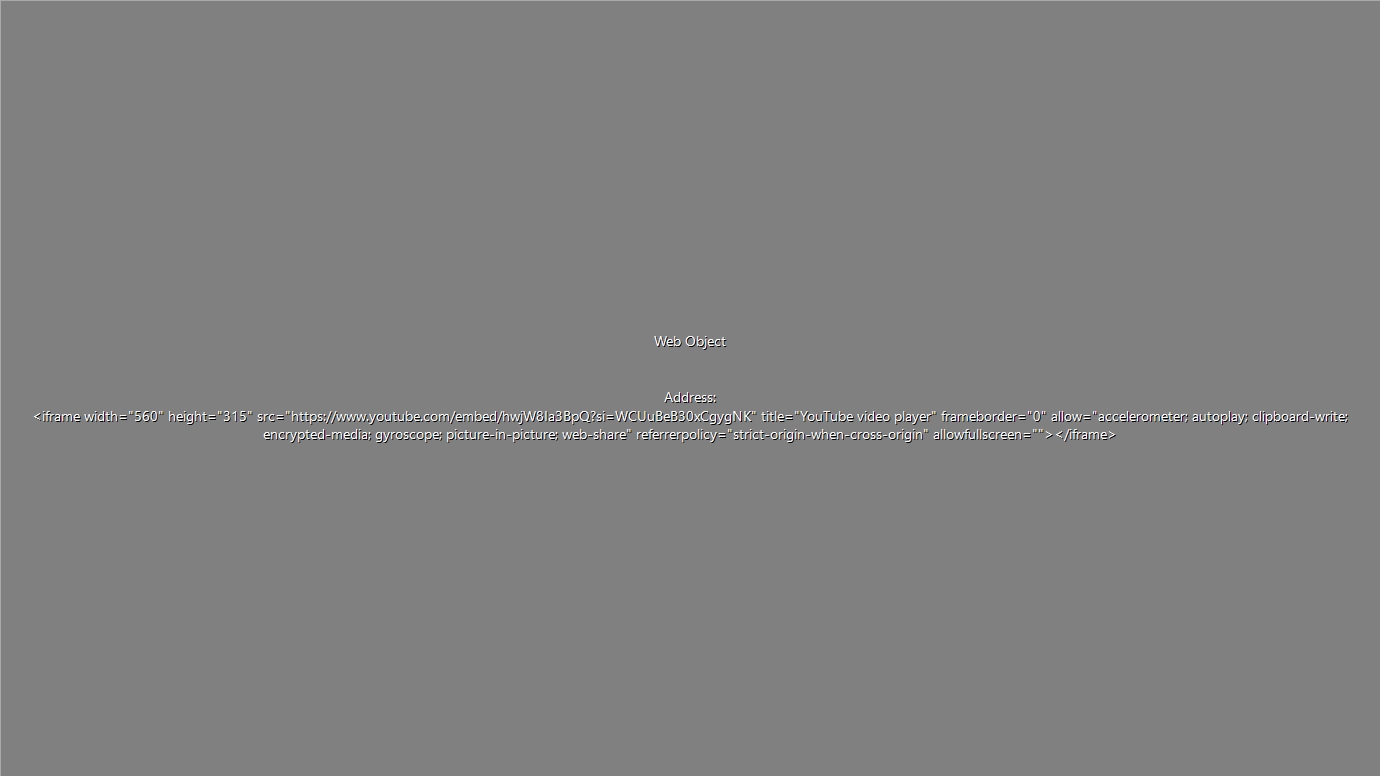 Web Object
Address:
<iframe width="560" height="315" src="https://www.youtube.com/embed/hwjW8Ia3BpQ?si=WCUuBeB30xCgygNK" title="YouTube video player" frameborder="0" allow="accelerometer; autoplay; clipboard-write;
encrypted-media; gyroscope; picture-in-picture; web-share" referrerpolicy="strict-origin-when-cross-origin" allowfullscreen=""></iframe>